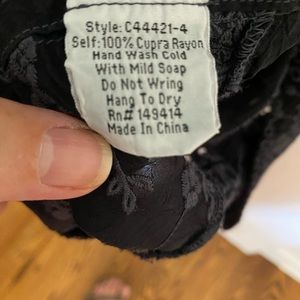 Style: C44421-4
Self:100% Cupra Rayon
Hand Wash Cold
With Mild Soap
Do Not Wring
Hang To Dry
Rn# 149414
Made In China